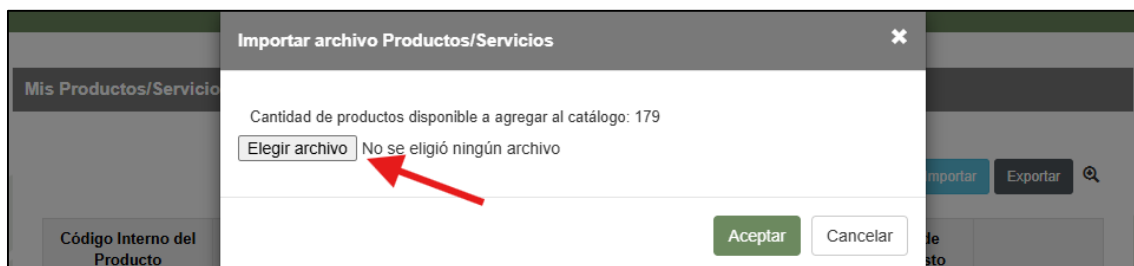 Importar archivo Productos/Servicios ✖
Mis Productos/Servicio
Cantidad de productos disponible a agregar al catálogo: 179
Elegir archivo No se eligió ningún archivo
Importar Exportar
Aceptar Cancelar
Código Interno del
Producto
de
sto